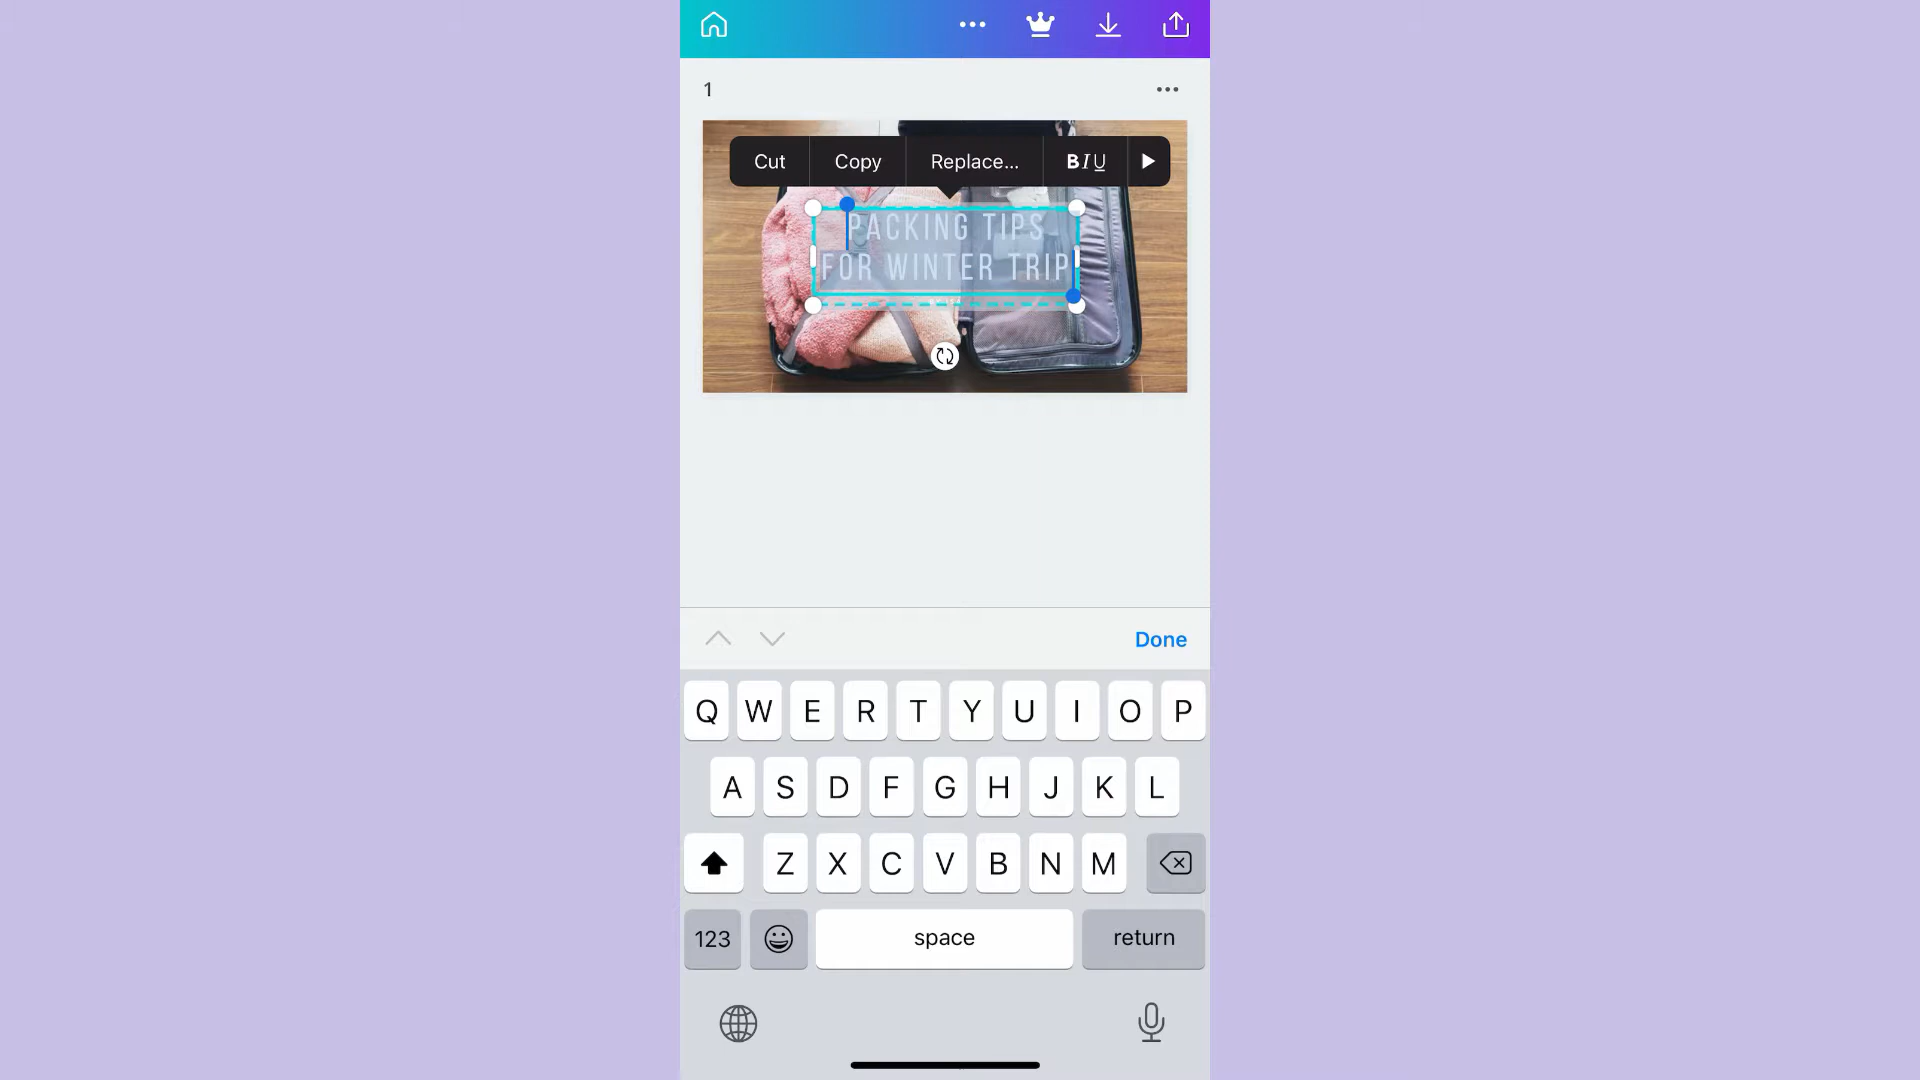 1
Cut Copy Replace... BIU
PACKING TIPS
FOR WINTER TRIP
Done
Q W E R T Y U I O P
A S D F G H J K L
Z X C V B N M
123 space return